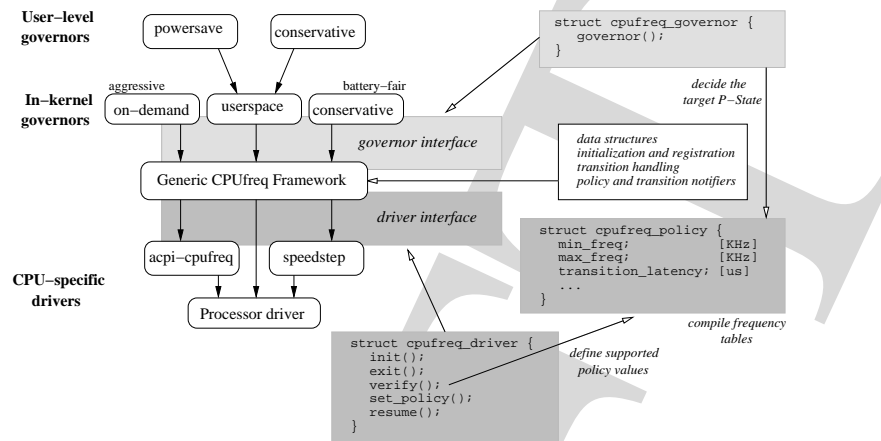 User−level
governors
powersave
conservative
struct cpufreq_governor {
governor();
}
decide the
target P−State
In−kernel
governors
aggressive
on−demand
userspace
battery−fair
conservative
governor interface
data structures
initialization and registration
transition handling
policy and transition notifiers
Generic CPUfreq Framework
driver interface
struct cpufreq_policy {
min_freq; [KHz]
max_freq; [KHz]
transition_latency; [us]
...
}
compile frequency
tables
CPU−specific
drivers
acpi−cpufreq
speedstep
Processor driver
struct cpufreq_driver {
init();
exit();
verify();
set_policy();
resume();
}
define supported
policy values